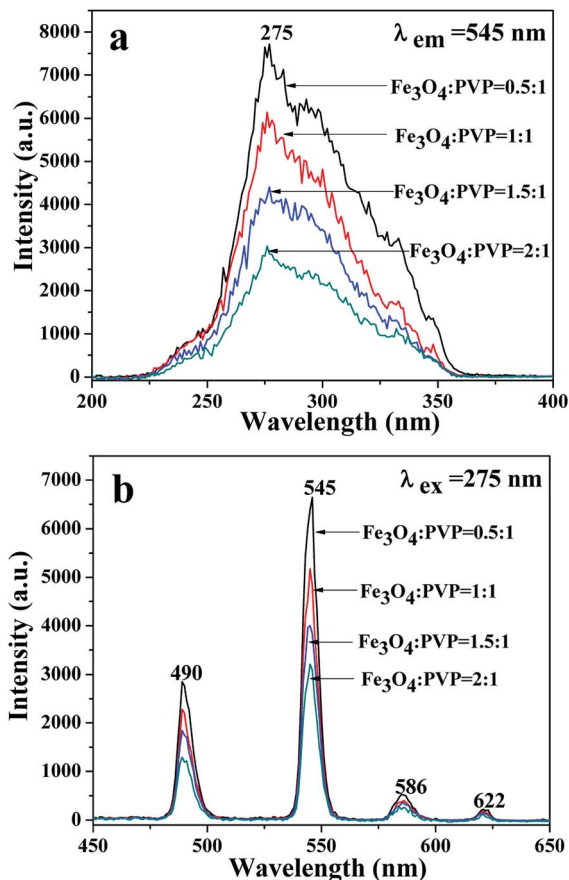 a
275
λ em =545 nm
Fe3O4:PVP=0.5:1
Fe3O4:PVP=1:1
Fe3O4:PVP=1.5:1
Fe3O4:PVP=2:1
8000
7000
6000
5000
4000
3000
2000
1000
0
Intensity (a.u.)
200 250 300 350 400
Wavelength (nm)
b
545
λ ex =275 nm
Fe3O4:PVP=0.5:1
Fe3O4:PVP=1:1
Fe3O4:PVP=1.5:1
Fe3O4:PVP=2:1
490
586
622
7000
6000
5000
4000
3000
2000
1000
0
Intensity (a.u.)
450 500 550 600 650
Wavelength (nm)